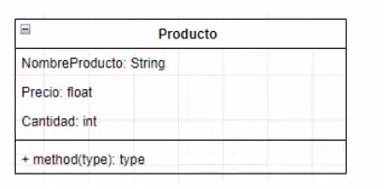 Producto
NombreProducto: String
Precio: float
Cantidad: int
+ method(type): type